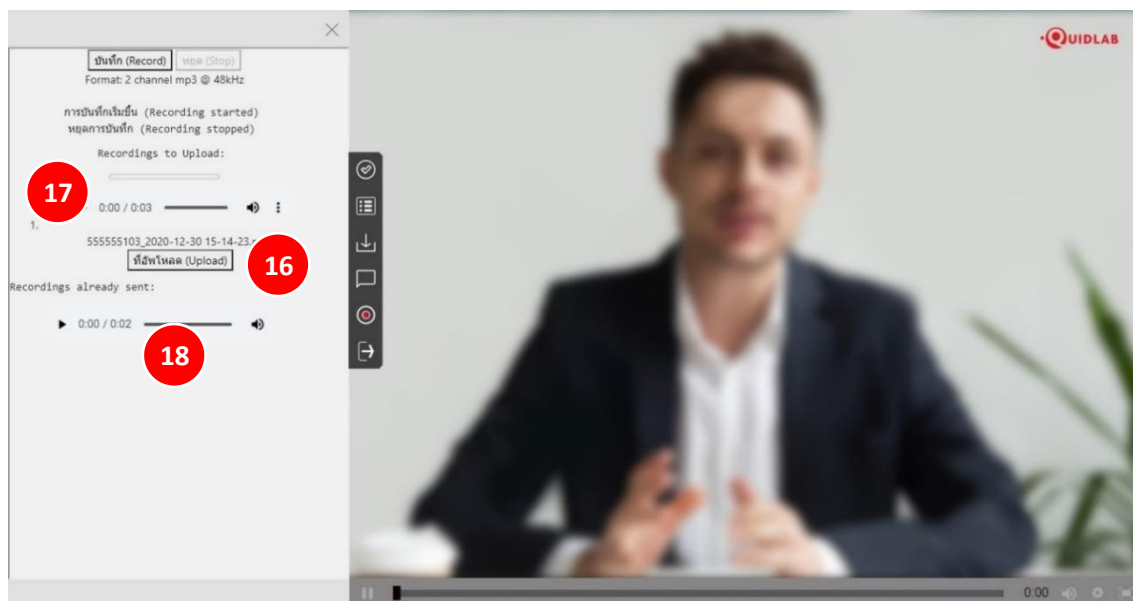 บันทึก (Record) หยุด (Stop)
Format: 2 channel mp3 @ 48kHz
การบันทึกเริ่มขึ้น (Recording started)
หยุดการบันทึก (Recording stopped)
Recordings to Upload:
17
0:00 / 0:03
1.
555555103_2020-12-30 15-14-23.
ที่อัพโหลด (Upload)
16
Recordings already sent:
0:00 / 0:02
18
QUIDLAB
0:00